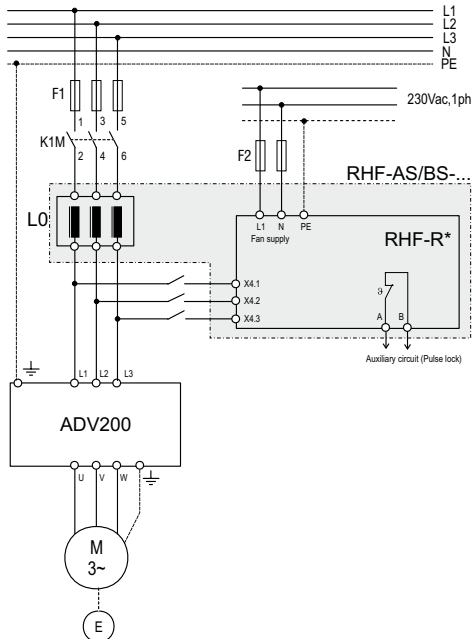 L1
L2
L3
N
PE
F1
1 3 5
K1M
2 4 6
230Vac,1ph
F2
RHF-AS/BS-...
L0
L1 N PE
Fan supply
RHF-R*
X4.1
X4.2
X4.3
ϑ
A B
Auxiliary circuit (Pulse lock)
L1 L2 L3
ADV200
U V W
M
3~
E